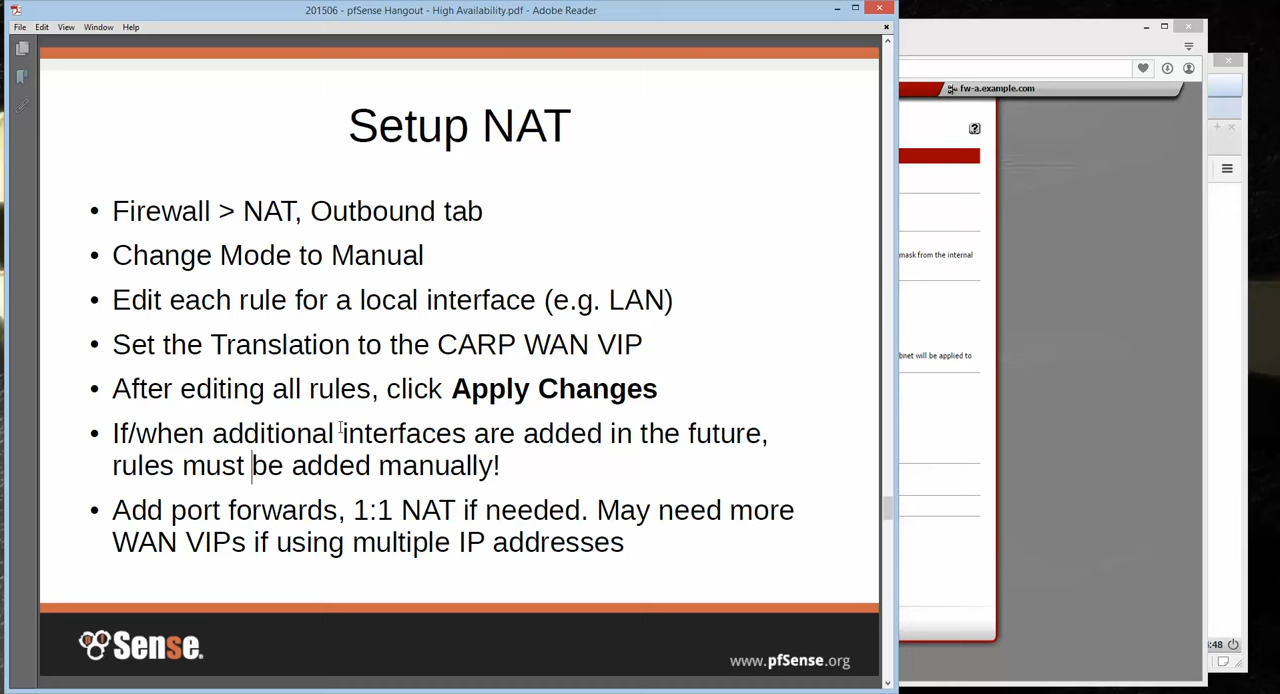 201506 - pfSense Hangout - High Availability.pdf - Adobe Reader
File Edit View Window Help
fw-a.example.com
Setup NAT
• Firewall > NAT, Outbound tab
• Change Mode to Manual
• Edit each rule for a local interface (e.g. LAN)
• Set the Translation to the CARP WAN VIP
• After editing all rules, click Apply Changes
• If/when additional interfaces are added in the future,
rules must be added manually!
• Add port forwards, 1:1 NAT if needed. May need more
WAN VIPs if using multiple IP addresses
mask from the internal
bnet will be applied to
:48
Sense.
www.pfSense.org